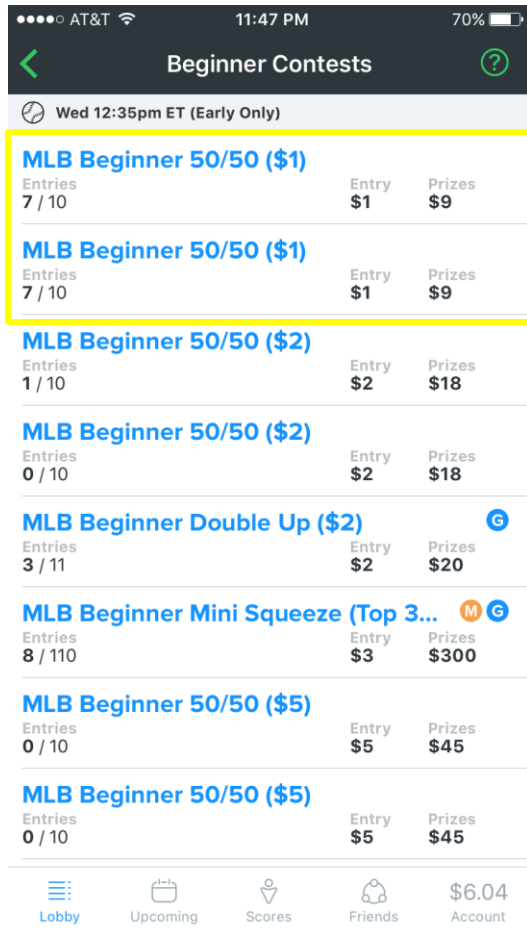 AT&T 11:47 PM 70%
Beginner Contests ?
Wed 12:35pm ET (Early Only)
MLB Beginner 50/50 ($1)
Entries Entry Prizes
7 / 10 $1 $9
MLB Beginner 50/50 ($1)
Entries Entry Prizes
7 / 10 $1 $9
MLB Beginner 50/50 ($2)
Entries Entry Prizes
1 / 10 $2 $18
MLB Beginner 50/50 ($2)
Entries Entry Prizes
0 / 10 $2 $18
MLB Beginner Double Up ($2) G
Entries Entry Prizes
3 / 11 $2 $20
MLB Beginner Mini Squeeze (Top 3... M G
Entries Entry Prizes
8 / 110 $3 $300
MLB Beginner 50/50 ($5)
Entries Entry Prizes
0 / 10 $5 $45
MLB Beginner 50/50 ($5)
Entries Entry Prizes
0 / 10 $5 $45
$6.04
Lobby Upcoming Scores Friends Account